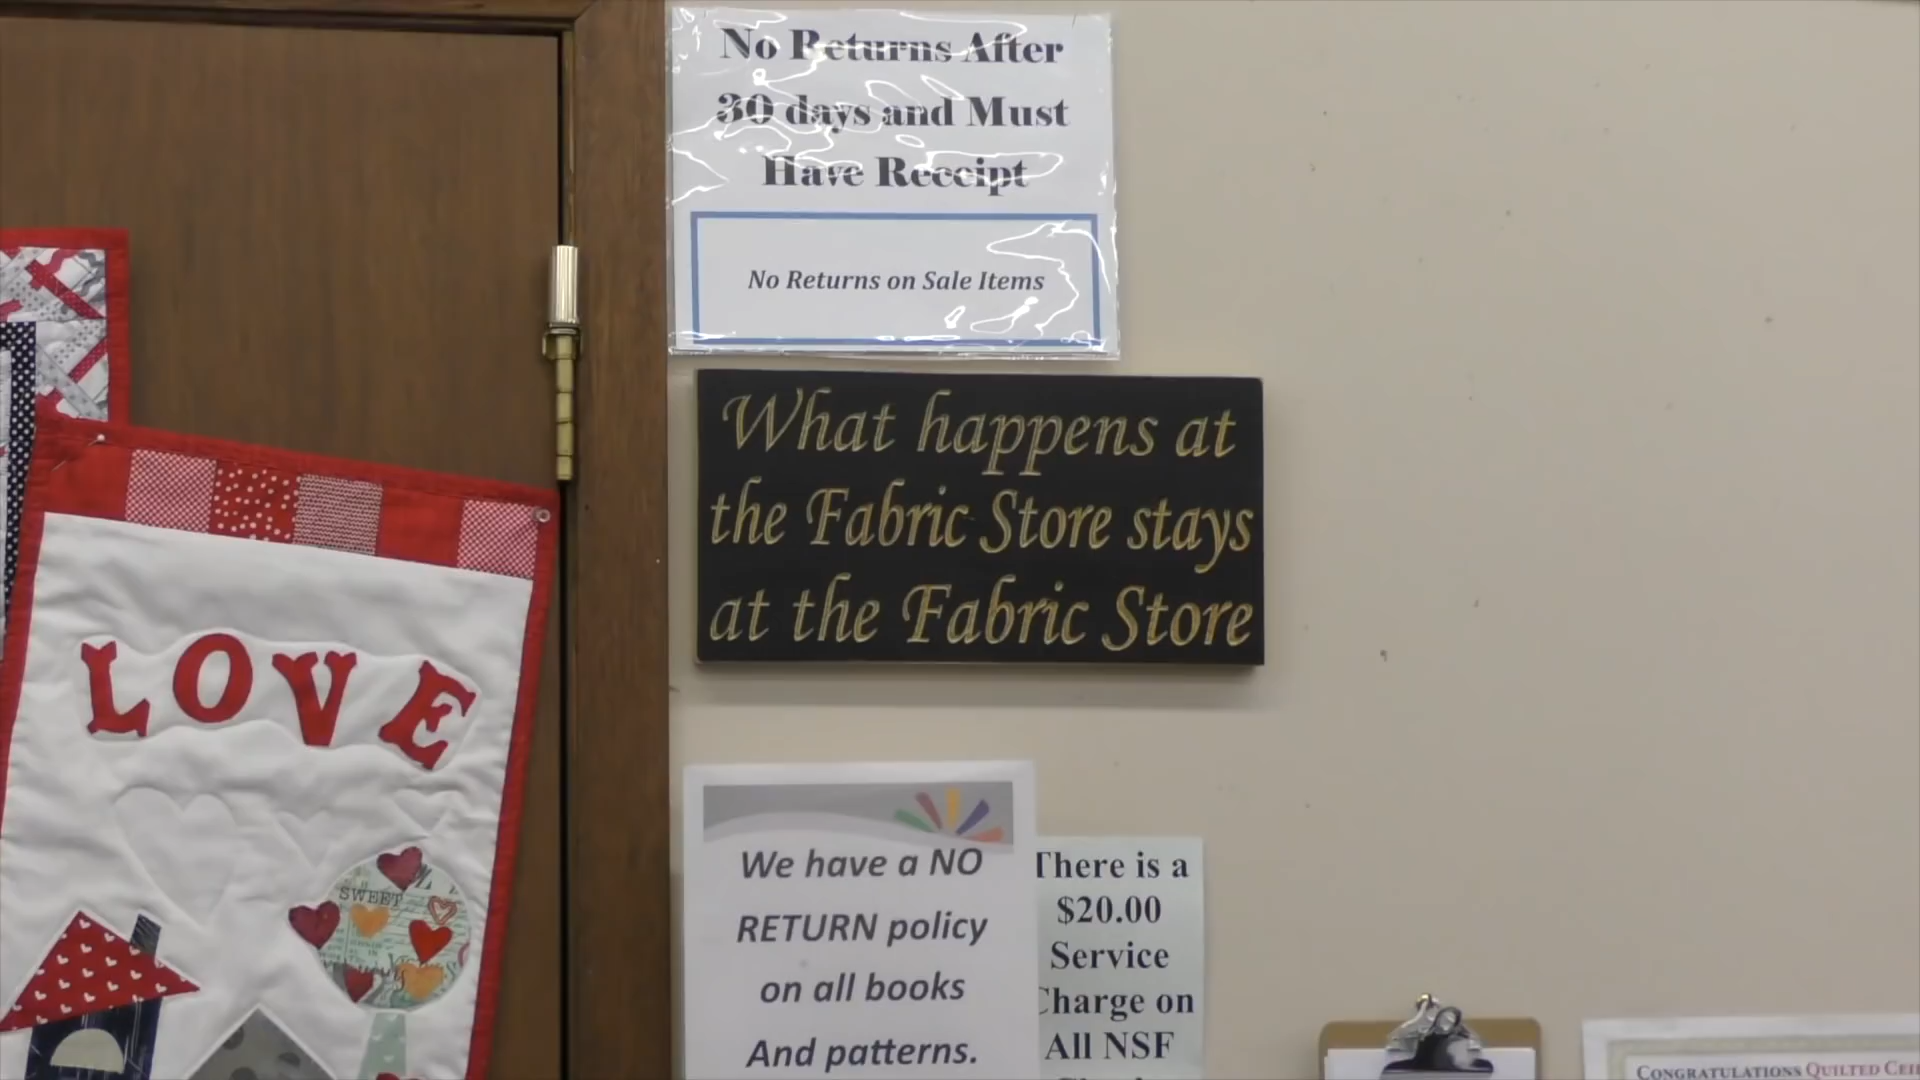 No Returns After
30 days and Must
Have Receipt
No Returns on Sale Items
What happens at
the Fabric Store stays
at the Fabric Store
LOVE
SWEET
We have a NO
RETURN policy
on all books
And patterns.
There is a
$20.00
Service
Charge on
All NSF
CONGRATULATIONS QUILTED